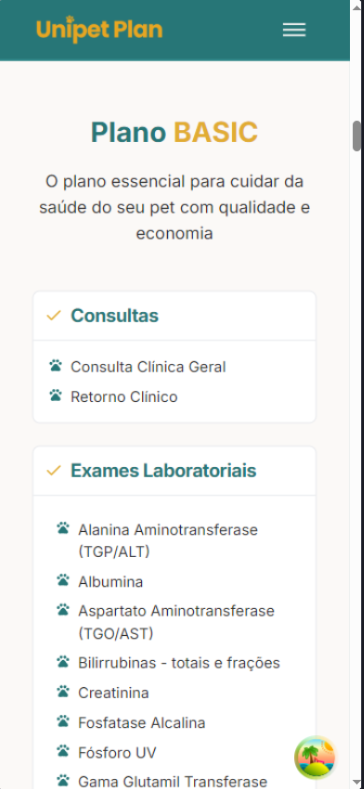 Unipet Plan
Plano BASIC
O plano essencial para cuidar da
saúde do seu pet com qualidade e
economia
Consultas
Consulta Clínica Geral
Retorno Clínico
Exames Laboratoriais
Alanina Aminotransferase
(TGP/ALT)
Albumina
Aspartato Aminotransferase
(TGO/AST)
Bilirrubinas - totais e frações
Creatinina
Fosfatase Alcalina
Fósforo UV
Gama Glutamil Transferase